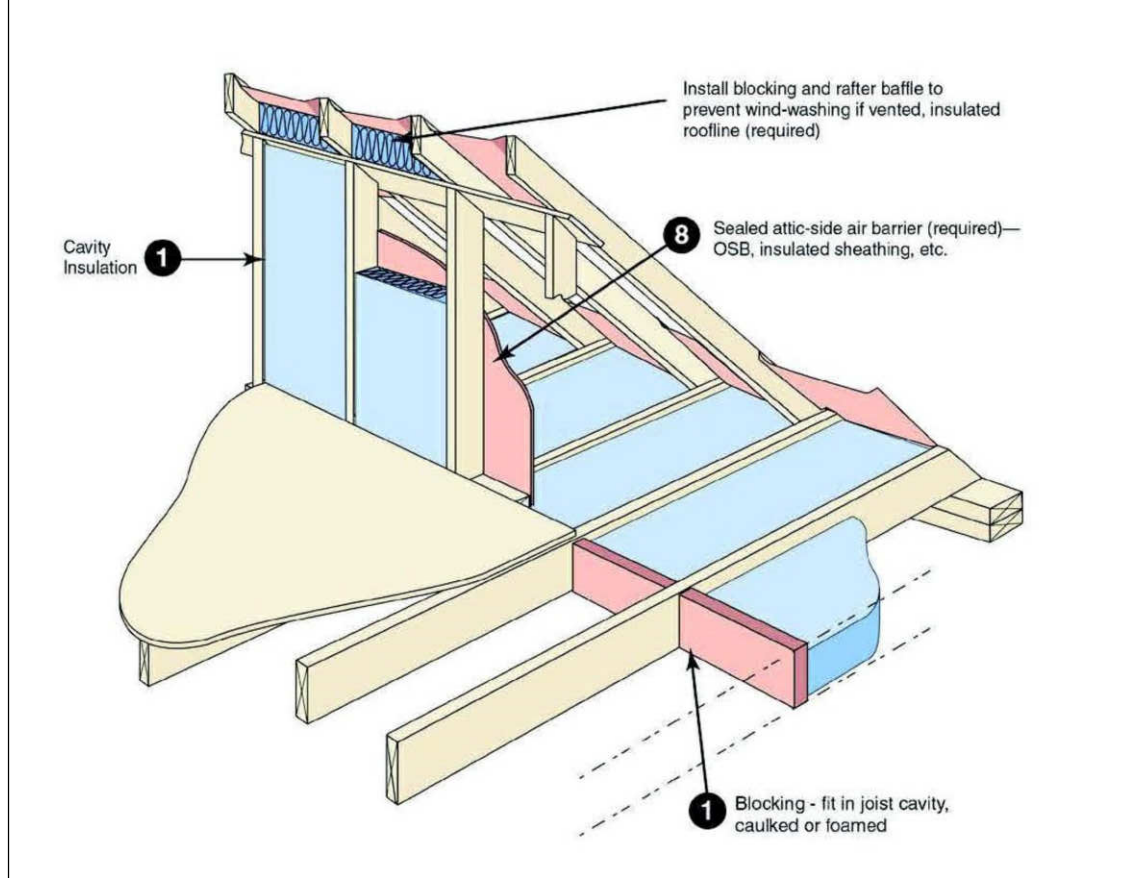 Install blocking and rafter baffle to
prevent wind-washing if vented, insulated
roofline (required)
8 Sealed attic-side air barrier (required)—
OSB, insulated sheathing, etc.
Cavity
Insulation 1
1 Blocking - fit in joist cavity,
caulked or foamed